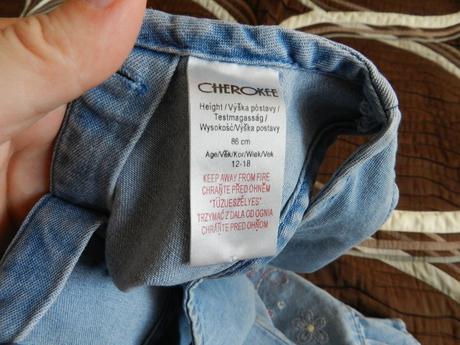 CHEROKEE
Height/Výška postavy/
Testmagasság/
Wysokość/Výška postavy
86 cm
Age/Věk/Kor/Wiek/Vek
12-18
KEEP AWAY FROM FIRE
CHRAŇTE PŘED OHNĚM
"TŰZVESZÉLYES"
TRZYMAĆ Z DALA OD OGNIA
CHRÁŇTE PRED OHŇOM